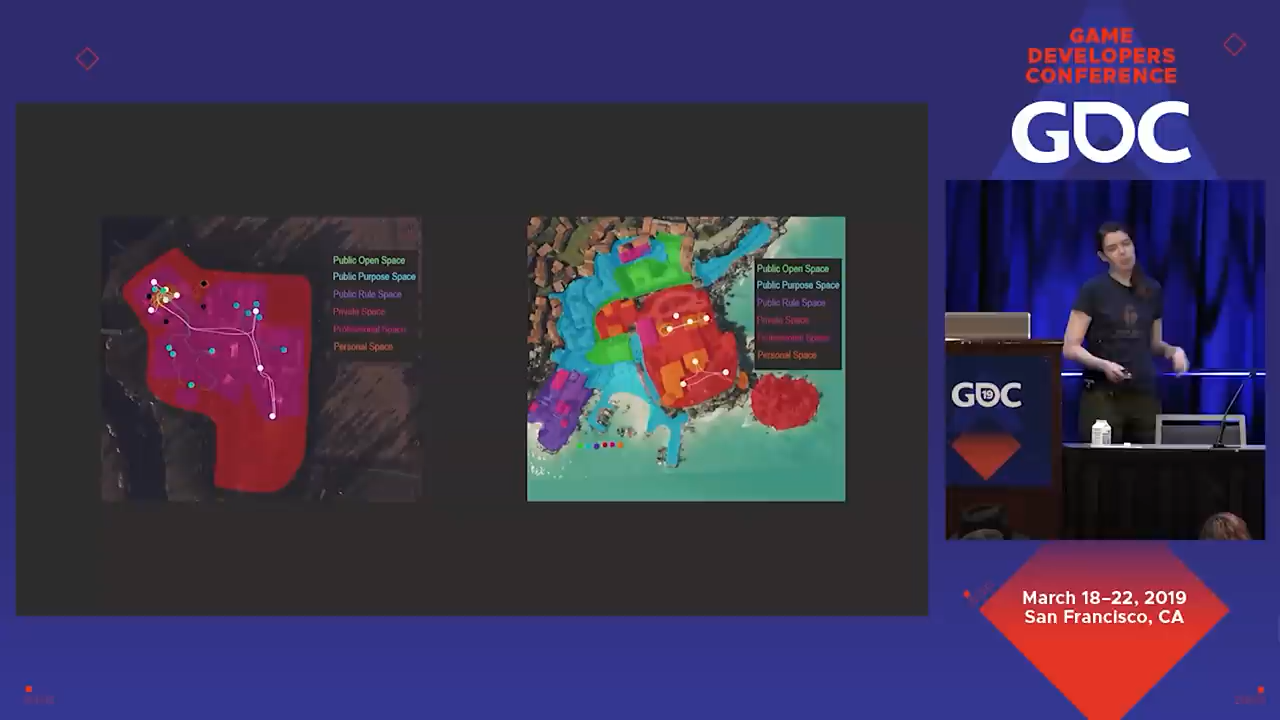 GAME
DEVELOPERS
CONFERENCE
GDC
Public Open Space
Public Purpose Space
Public Rule Space
Private Space
Professional Space
Personal Space
Public Open Space
Public Purpose Space
Public Rule Space
Private Space
Professional Space
Personal Space
GDC
19
March 18–22, 2019
San Francisco, CA